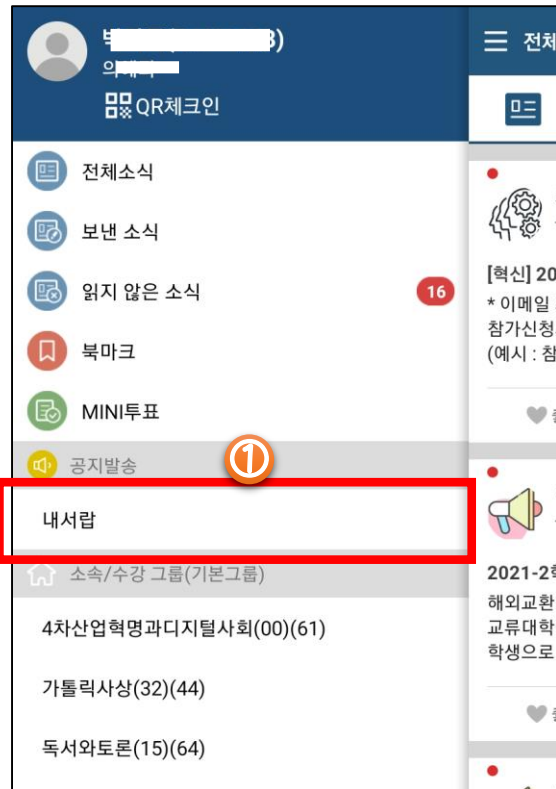 3)
QR체크인
전체소식
보낸 소식
읽지 않은 소식
16
북마크
MINI투표
공지발송
①
내서랍
소속/수강 그룹(기본그룹)
4차산업혁명과디지털사회(00)(61)
가톨릭사상(32)(44)
독서와토론(15)(64)
전체
[혁신] 20
* 이메일
참가신청
(예시 : 참
2021-2학
해외교환
교류대학
학생으로